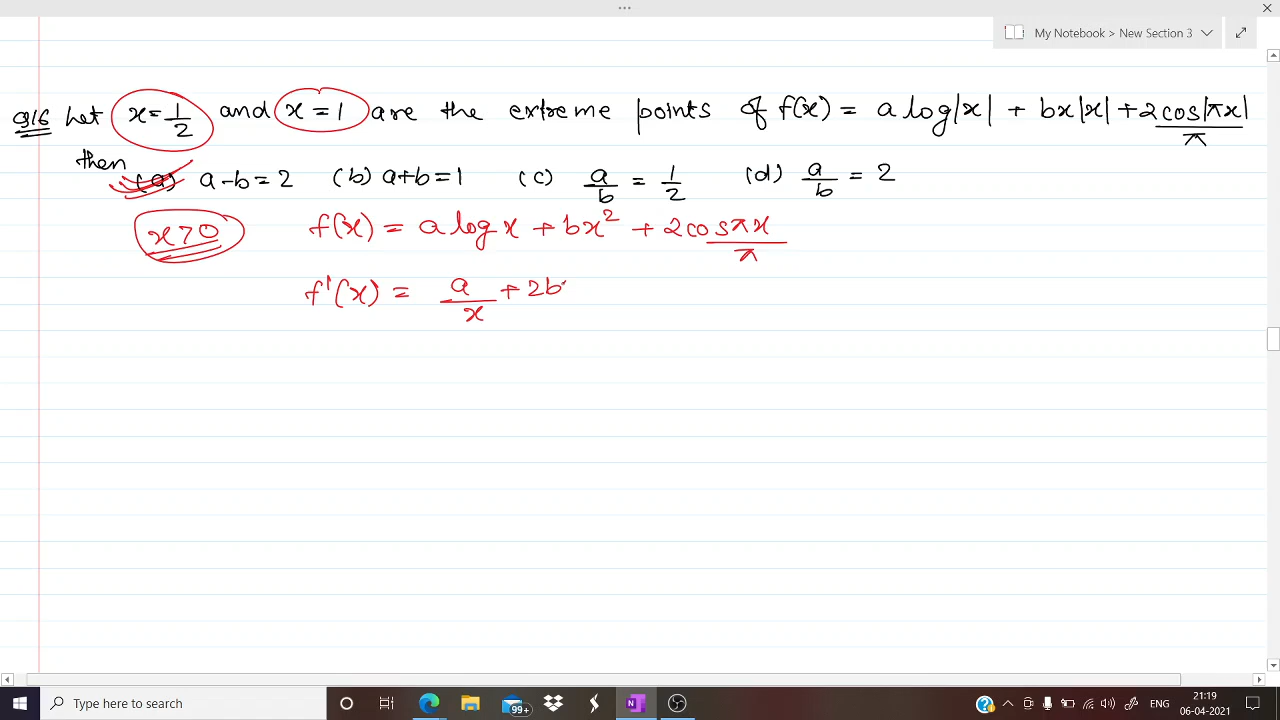 My Notebook > New Section 3
Q16 Let x = 1/2 and x = 1 are the extreme points of f(x) = a log|x| + bx|x| + 2cos|πx|/π
then
(a) a-b = 2 (b) a+b = 1 (c) a/b = 1/2 (d) a/b = 2
x>0 f(x) = a log x + bx² + 2cosπx/π
f'(x) = a/x + 2b
Type here to search
99+
ENG
21:19
06-04-2021